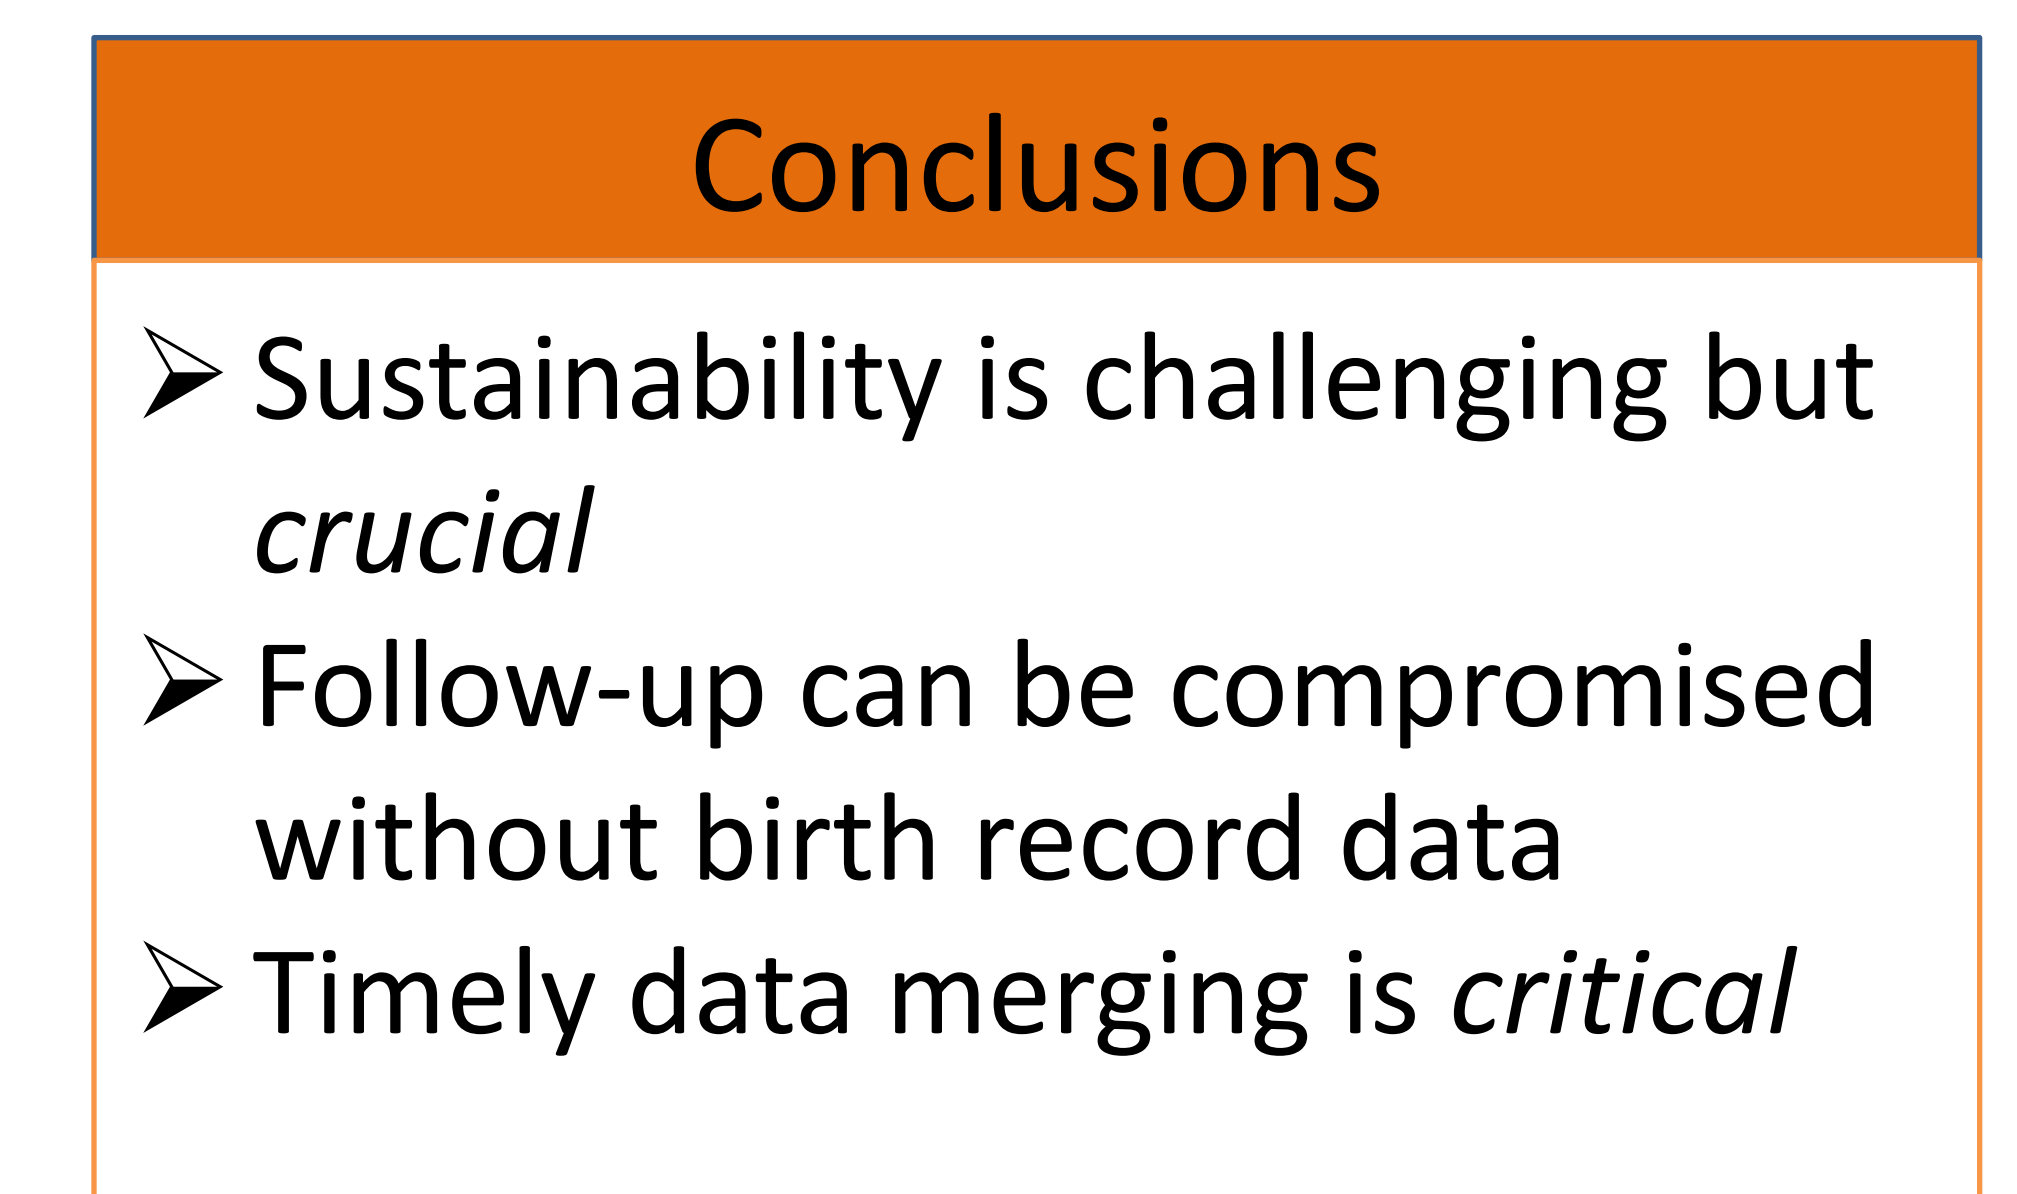 Conclusions
➢ Sustainability is challenging but
crucial
➢ Follow-up can be compromised
without birth record data
➢ Timely data merging is critical